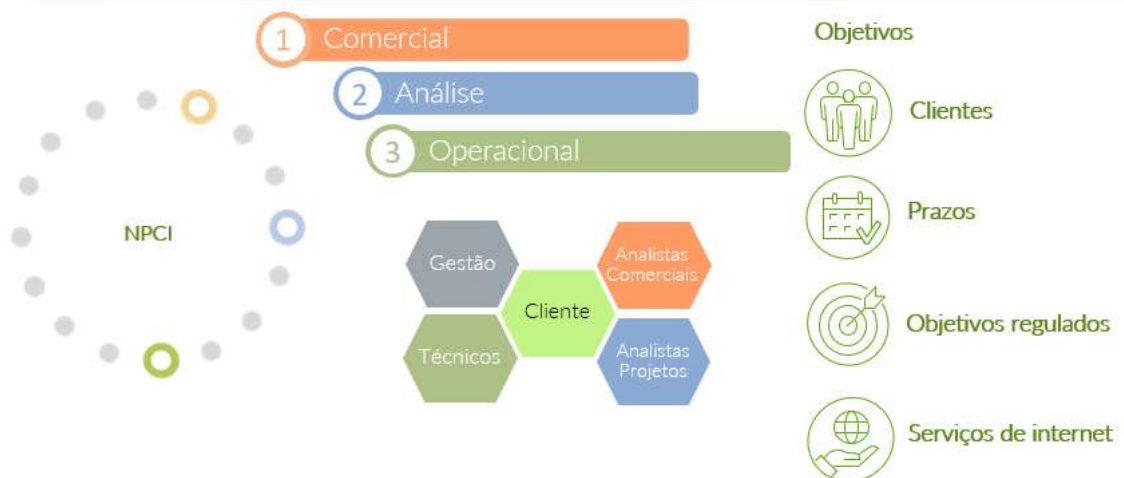 1 Comercial
2 Análise
3 Operacional
NPCI
Gestão
Analistas
Comerciais
Cliente
Técnicos
Analistas
Projetos
Objetivos
Clientes
Prazos
Objetivos regulados
Serviços de internet